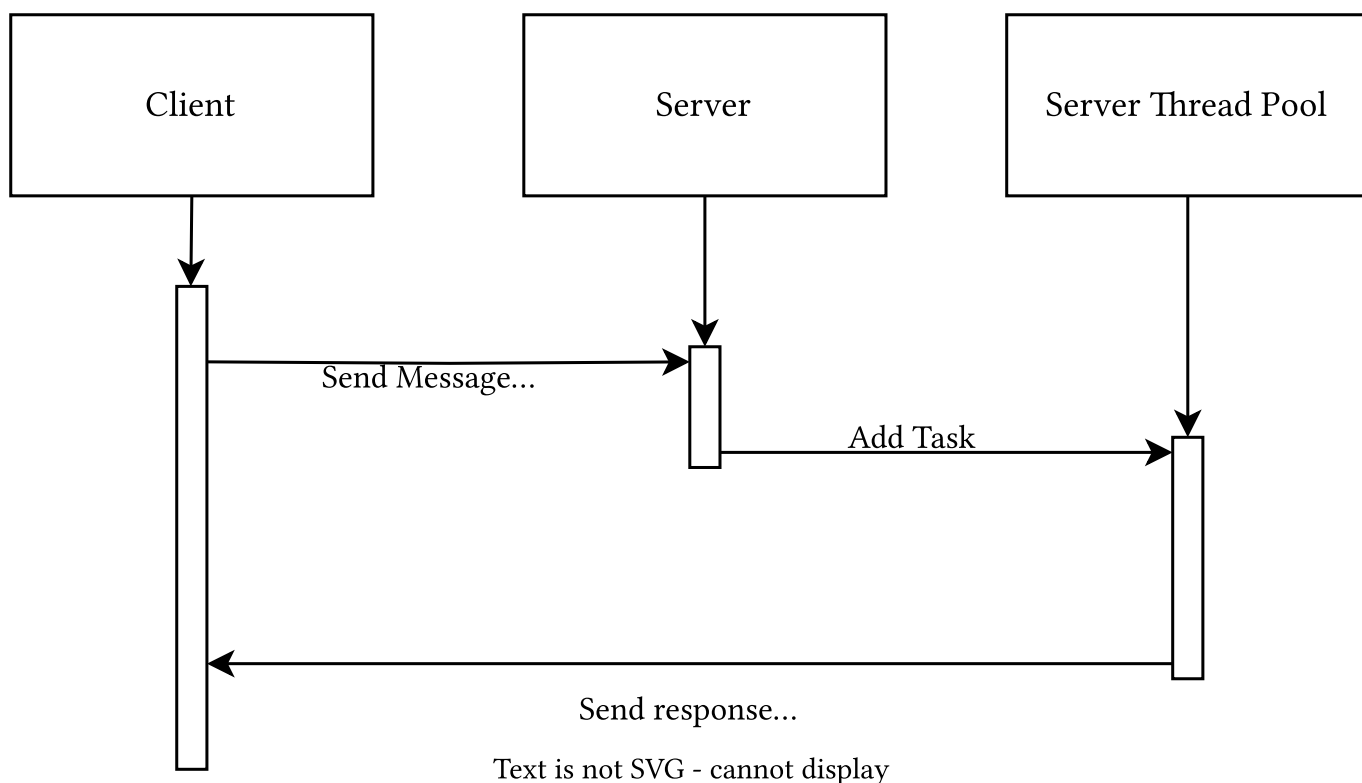 Client
Server
Server Thread Pool
Send Message...
Add Task
Send response...
Text is not SVG - cannot display